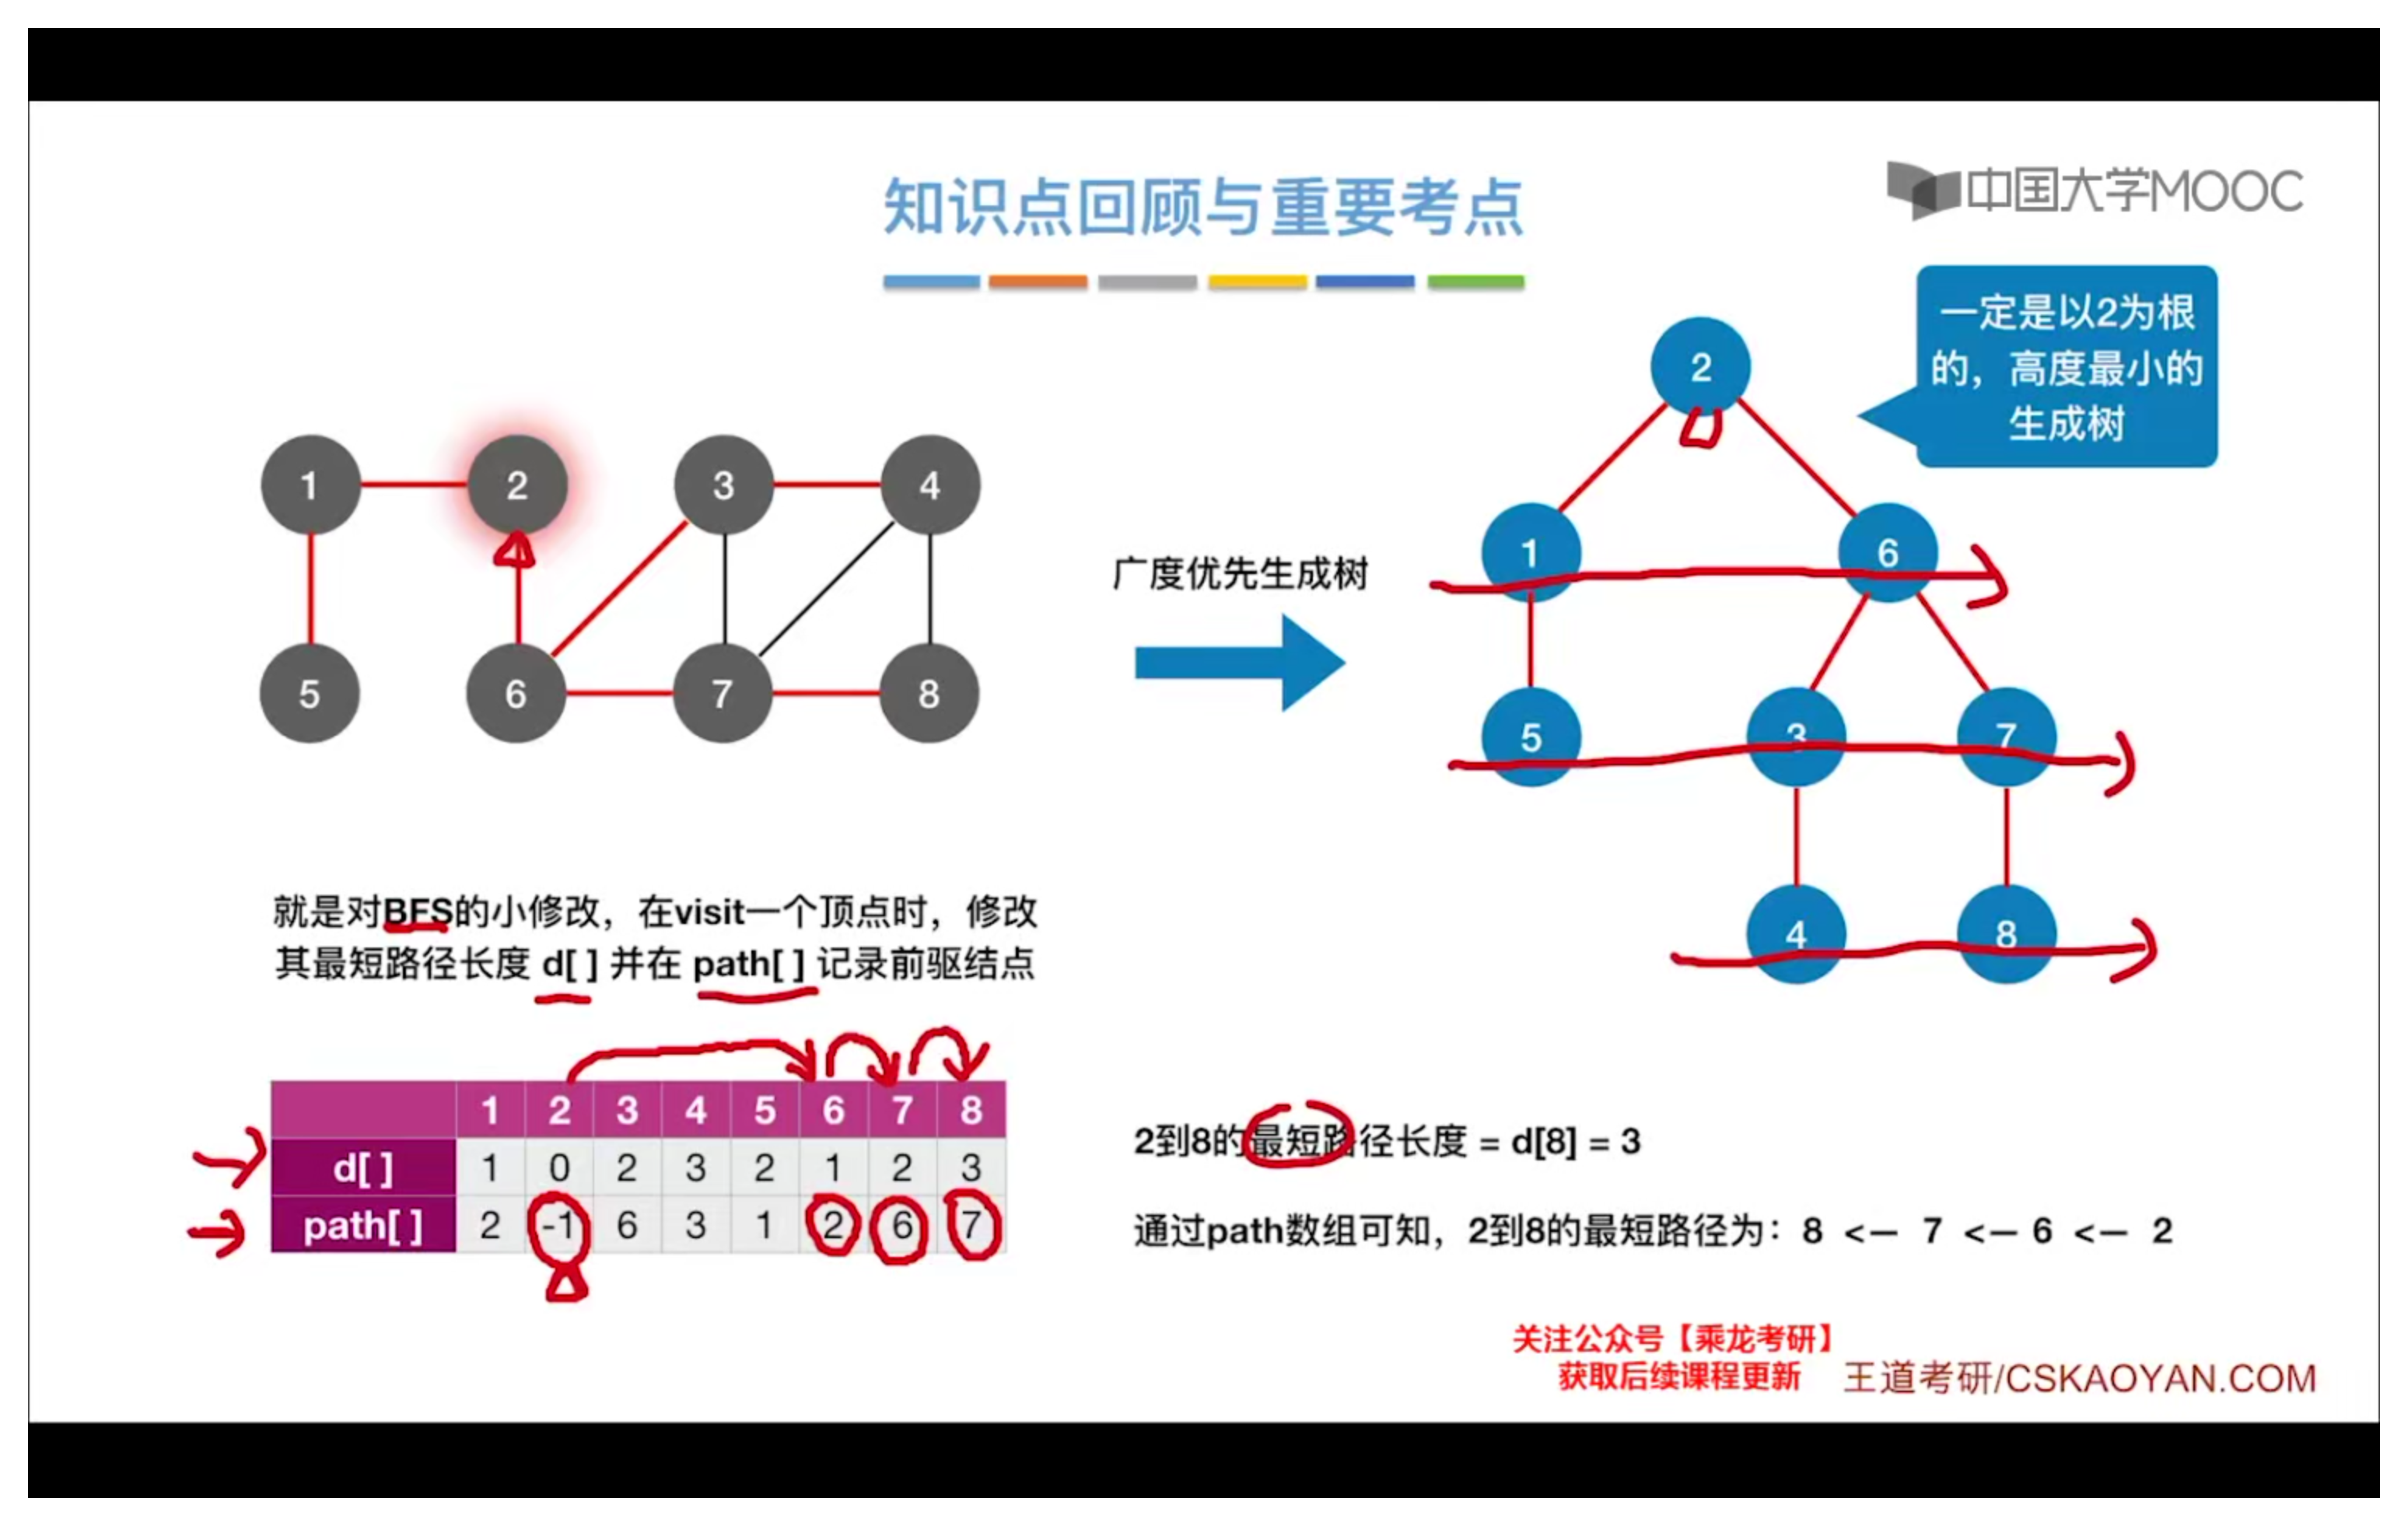 知识点回顾与重要考点
中国大学MOOC
一定是以2为根
的，高度最小的
生成树
2
1 2 3 4
1 6
广度优先生成树
5 6 7 8
5 3 7
4 8
就是对BFS的小修改，在visit一个顶点时，修改
其最短路径长度 d[ ] 并在 path[ ] 记录前驱结点
1 2 3 4 5 6 7 8
d[ ] 1 0 2 3 2 1 2 3
path[ ] 2 -1 6 3 1 2 6 7
2到8的最短路径长度 = d[8] = 3
通过path数组可知，2到8的最短路径为：8 <— 7 <— 6 <— 2
关注公众号【乘龙考研】
获取后续课程更新
王道考研/CSKAOYAN.COM